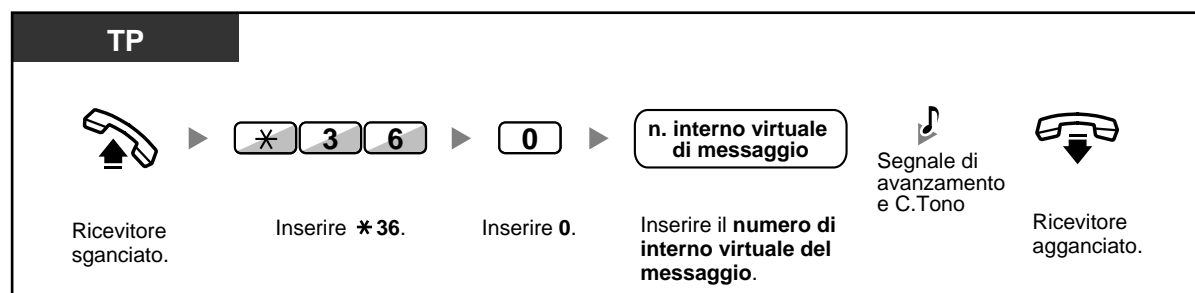 TP
* 3 6
0
n. interno virtuale
di messaggio
Segnale di
avanzamento
e C.Tono
Ricevitore
sganciato.
Inserire *36.
Inserire 0.
Inserire il numero di
interno virtuale del
messaggio.
Ricevitore
agganciato.